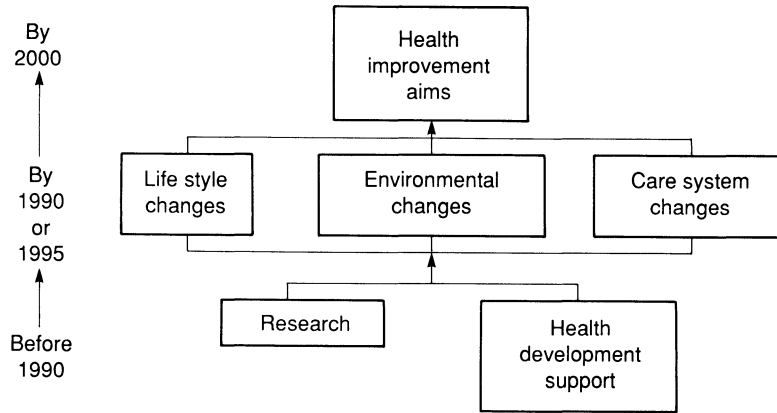 By
2000
Health
improvement
aims
By
1990
or
1995
Life style
changes
Environmental
changes
Care system
changes
Before
1990
Research
Health
development
support